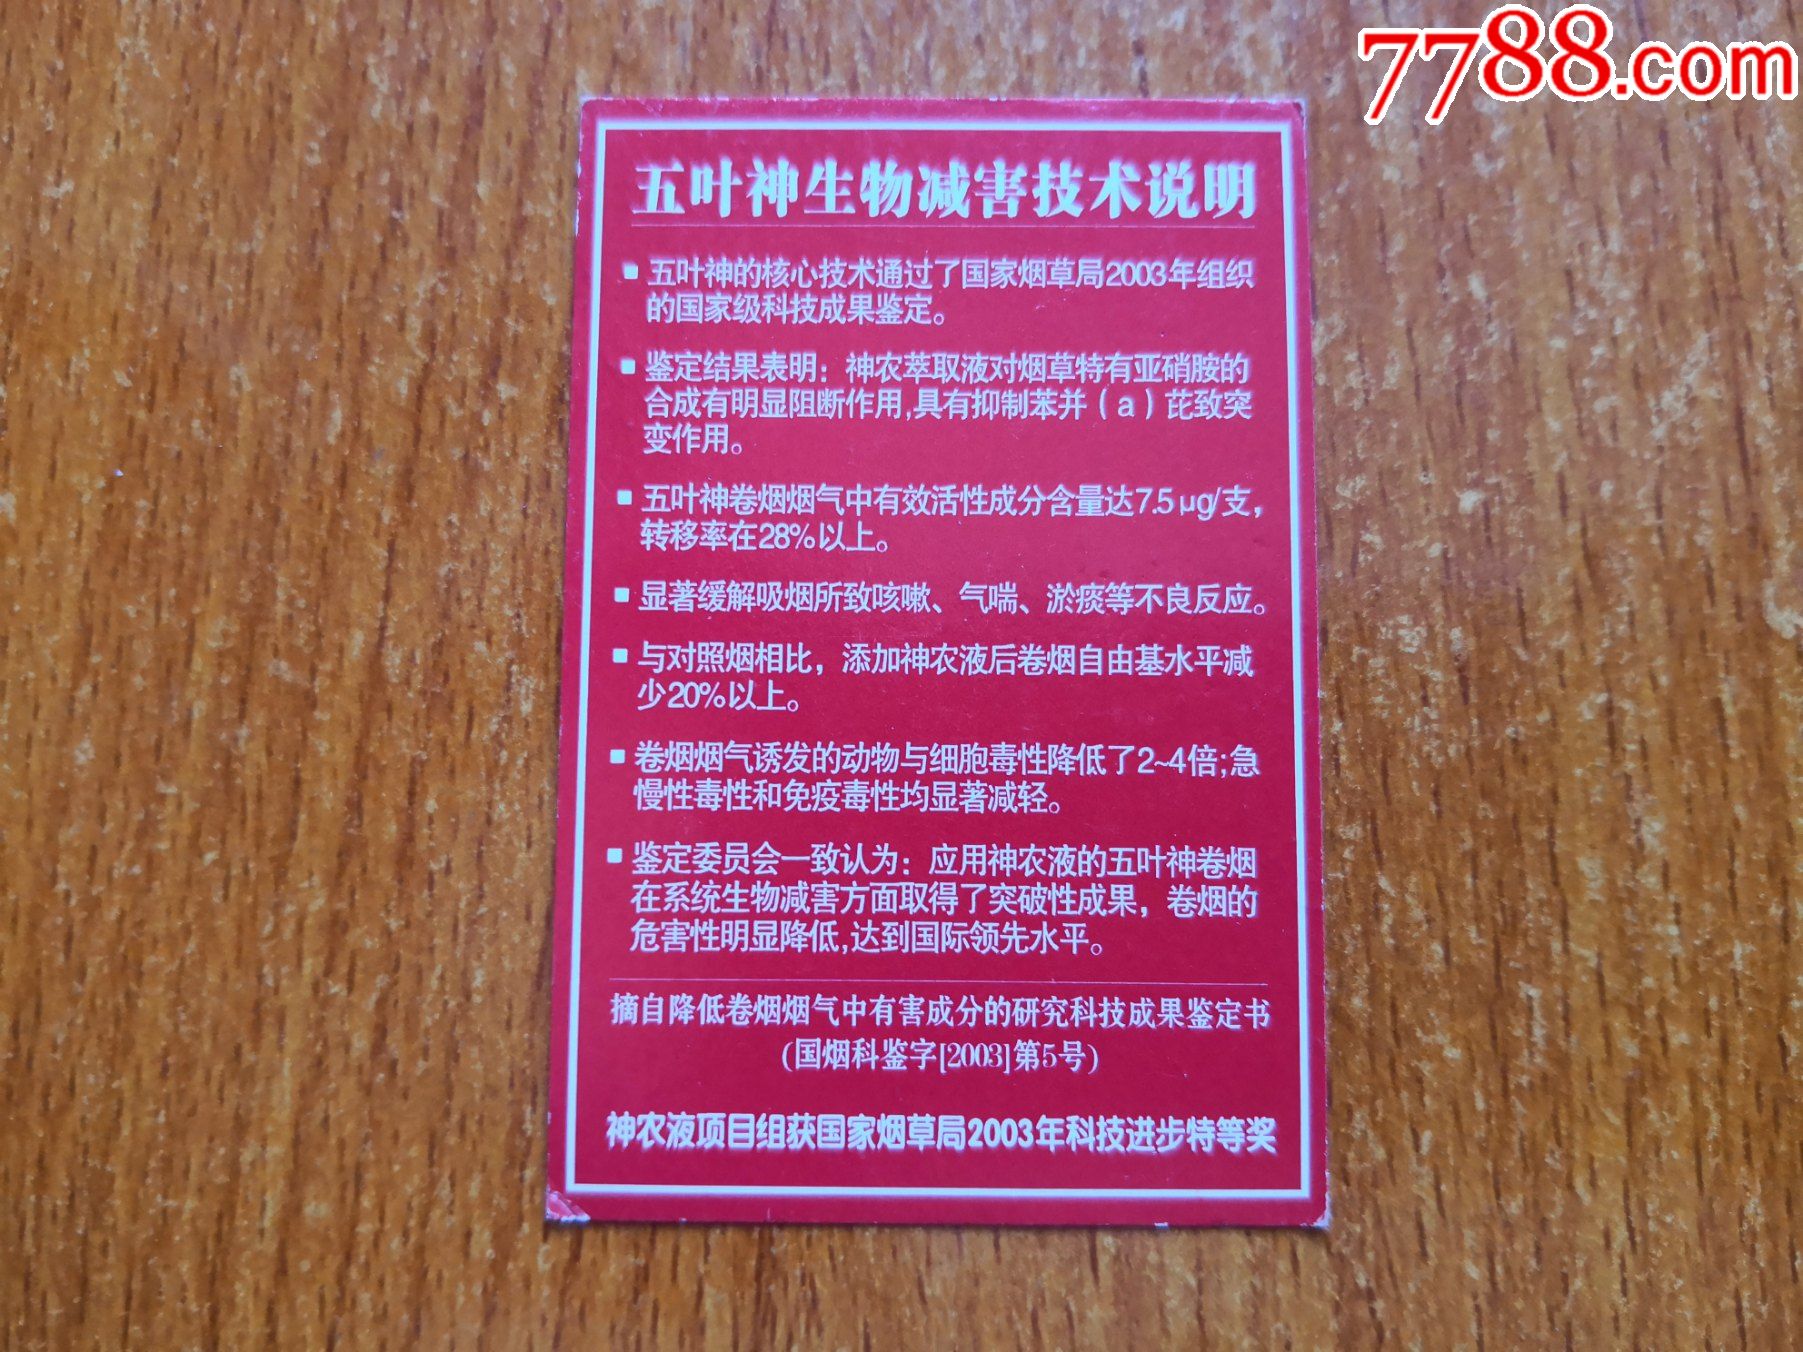 7788.com
五叶神生物减害技术说明
五叶神的核心技术通过了国家烟草局2003年组织
的国家级科技成果鉴定。
鉴定结果表明：神农萃取液对烟草特有亚硝胺的
合成有明显阻断作用,具有抑制苯并（a）芘致突
变作用。
五叶神卷烟烟气中有效活性成分含量达7.5μg/支，
转移率在28%以上。
显著缓解吸烟所致咳嗽、气喘、淤痰等不良反应。
与对照烟相比，添加神农液后卷烟自由基水平减
少20%以上。
卷烟烟气诱发的动物与细胞毒性降低了2~4倍;急
慢性毒性和免疫毒性均显著减轻。
鉴定委员会一致认为：应用神农液的五叶神卷烟
在系统生物减害方面取得了突破性成果，卷烟的
危害性明显降低,达到国际领先水平。
摘自降低卷烟烟气中有害成分的研究科技成果鉴定书
(国烟科鉴字[2003]第5号)
神农液项目组获国家烟草局2003年科技进步特等奖